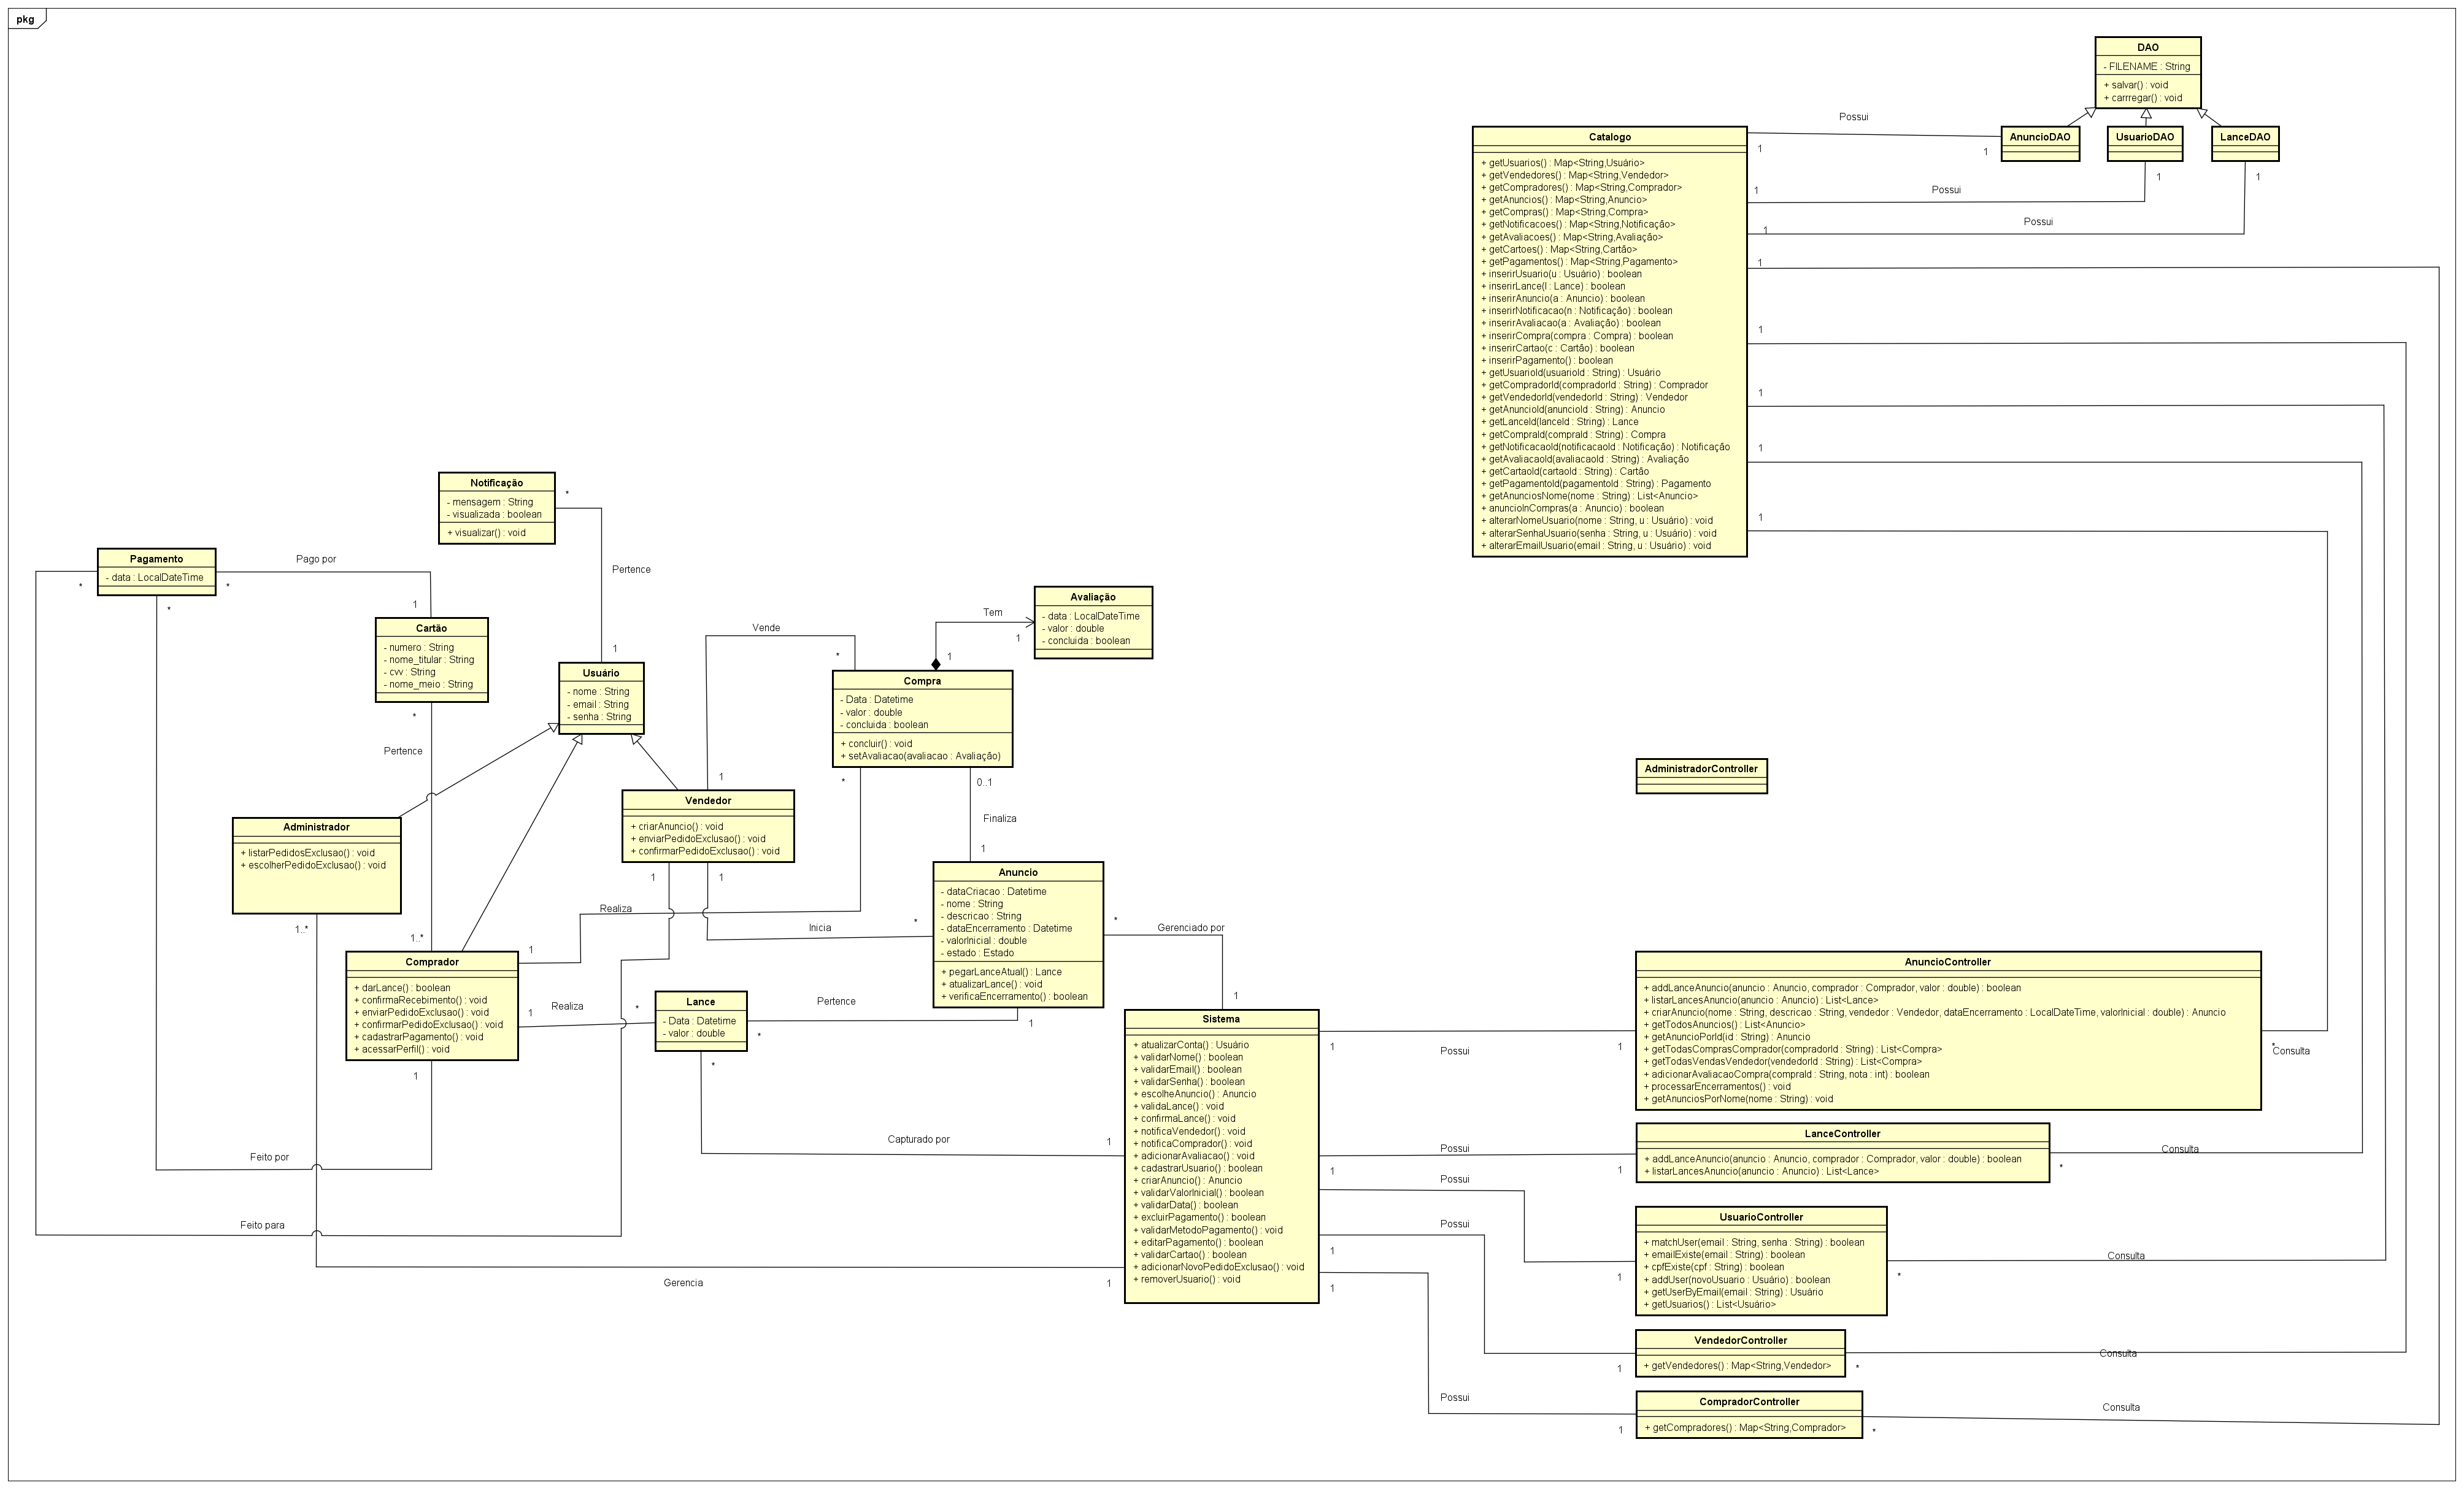 pkg
DAO
- FILENAME : String
+ salvar() : void
+ carrregar() : void
AnuncioDAO
UsuarioDAO
LanceDAO
Possui
1
1
Possui
1
1
Possui
1
1
Catalogo
+ getUsuarios() : Map<String,Usuário>
+ getVendedores() : Map<String,Vendedor>
+ getCompradores() : Map<String,Comprador>
+ getAnuncios() : Map<String,Anuncio>
+ getCompras() : Map<String,Compra>
+ getNotificacoes() : Map<String,Notificação>
+ getAvaliacoes() : Map<String,Avaliação>
+ getCartoes() : Map<String,Cartão>
+ getPagamentos() : Map<String,Pagamento>
+ inserirUsuario(u : Usuário) : boolean
+ inserirLance(l : Lance) : boolean
+ inserirAnuncio(a : Anuncio) : boolean
+ inserirNotificacao(n : Notificação) : boolean
+ inserirAvaliacao(a : Avaliação) : boolean
+ inserirCompra(compra : Compra) : boolean
+ inserirCartao(c : Cartão) : boolean
+ inserirPagamento() : boolean
+ getUsuarioId(usuarioId : String) : Usuário
+ getCompradorId(compradorId : String) : Comprador
+ getVendedorId(vendedorId : String) : Vendedor
+ getAnuncioId(anuncioId : String) : Anuncio
+ getLanceId(lanceId : String) : Lance
+ getCompraId(compraId : String) : Compra
+ getNotificacaoId(notificacaoId : Notificação) : Notificação
+ getAvaliacaoId(avaliacaoId : String) : Avaliação
+ getCartaoId(cartaoId : String) : Cartão
+ getPagamentoId(pagamentoId : String) : Pagamento
+ getAnunciosNome(nome : String) : List<Anuncio>
+ anuncioInCompras(a : Anuncio) : boolean
+ alterarNomeUsuario(nome : String, u : Usuário) : void
+ alterarSenhaUsuario(senha : String, u : Usuário) : void
+ alterarEmailUsuario(email : String, u : Usuário) : void
1
1
1
1
1
Notificação
- mensagem : String
- visualizada : boolean
+ visualizar() : void
*
Pertence
1
Pagamento
- data : LocalDateTime
*
*
*
Pago por
1
Cartão
- numero : String
- nome_titular : String
- cvv : String
- nome_meio : String
*
Pertence
1..*
Usuário
- nome : String
- email : String
- senha : String
Avaliação
- data : LocalDateTime
- valor : double
- concluida : boolean
Tem
1
1
Vende
*
1
Compra
- Data : Datetime
- valor : double
- concluida : boolean
+ concluir() : void
+ setAvaliacao(avaliacao : Avaliação)
*
0..1
Finaliza
1
Vendedor
+ criarAnuncio() : void
+ enviarPedidoExclusao() : void
+ confirmarPedidoExclusao() : void
1
1
Administrador
+ listarPedidosExclusao() : void
+ escolherPedidoExclusao() : void
1..*
AdministradorController
Anuncio
- dataCriacao : Datetime
- nome : String
- descricao : String
- dataEncerramento : Datetime
- valorInicial : double
- estado : Estado
+ pegarLanceAtual() : Lance
+ atualizarLance() : void
+ verificaEncerramento() : boolean
Realiza
1
Inicia
*
*
Gerenciado por
1
Comprador
+ darLance() : boolean
+ confirmaRecebimento() : void
+ enviarPedidoExclusao() : void
+ confirmarPedidoExclusao() : void
+ cadastrarPagamento() : void
+ acessarPerfil() : void
1
Realiza
1
*
Lance
- Data : Datetime
- valor : double
Pertence
*
1
*
Capturado por
1
Feito por
Feito para
Gerencia
1
Sistema
+ atualizarConta() : Usuário
+ validarNome() : boolean
+ validarEmail() : boolean
+ validarSenha() : boolean
+ escolheAnuncio() : Anuncio
+ validaLance() : void
+ confirmaLance() : void
+ notificaVendedor() : void
+ notificaComprador() : void
+ adicionarAvaliacao() : void
+ cadastrarUsuario() : boolean
+ criarAnuncio() : Anuncio
+ validarValorInicial() : boolean
+ validarData() : boolean
+ excluirPagamento() : boolean
+ validarMetodoPagamento() : void
+ editarPagamento() : boolean
+ validarCartao() : boolean
+ adicionarNovoPedidoExclusao() : void
+ removerUsuario() : void
1
Possui
1
AnuncioController
+ addLanceAnuncio(anuncio : Anuncio, comprador : Comprador, valor : double) : boolean
+ listarLancesAnuncio(anuncio : Anuncio) : List<Lance>
+ criarAnuncio(nome : String, descricao : String, vendedor : Vendedor, dataEncerramento : LocalDateTime, valorInicial : double) : Anuncio
+ getTodosAnuncios() : List<Anuncio>
+ getAnuncioPorId(id : String) : Anuncio
+ getTodasComprasComprador(compradorId : String) : List<Compra>
+ getTodasVendasVendedor(vendedorId : String) : List<Compra>
+ adicionarAvaliacaoCompra(compraId : String, nota : int) : boolean
+ processarEncerramentos() : void
+ getAnunciosPorNome(nome : String) : void
*
Consulta
1
Possui
1
LanceController
+ addLanceAnuncio(anuncio : Anuncio, comprador : Comprador, valor : double) : boolean
+ listarLancesAnuncio(anuncio : Anuncio) : List<Lance>
*
Consulta
Possui
1
UsuarioController
+ matchUser(email : String, senha : String) : boolean
+ emailExiste(email : String) : boolean
+ cpfExiste(cpf : String) : boolean
+ addUser(novoUsuario : Usuário) : boolean
+ getUserByEmail(email : String) : Usuário
+ getUsuarios() : List<Usuário>
*
Consulta
Possui
1
1
VendedorController
+ getVendedores() : Map<String,Vendedor>
*
Consulta
1
Possui
1
CompradorController
+ getCompradores() : Map<String,Comprador>
*
Consulta